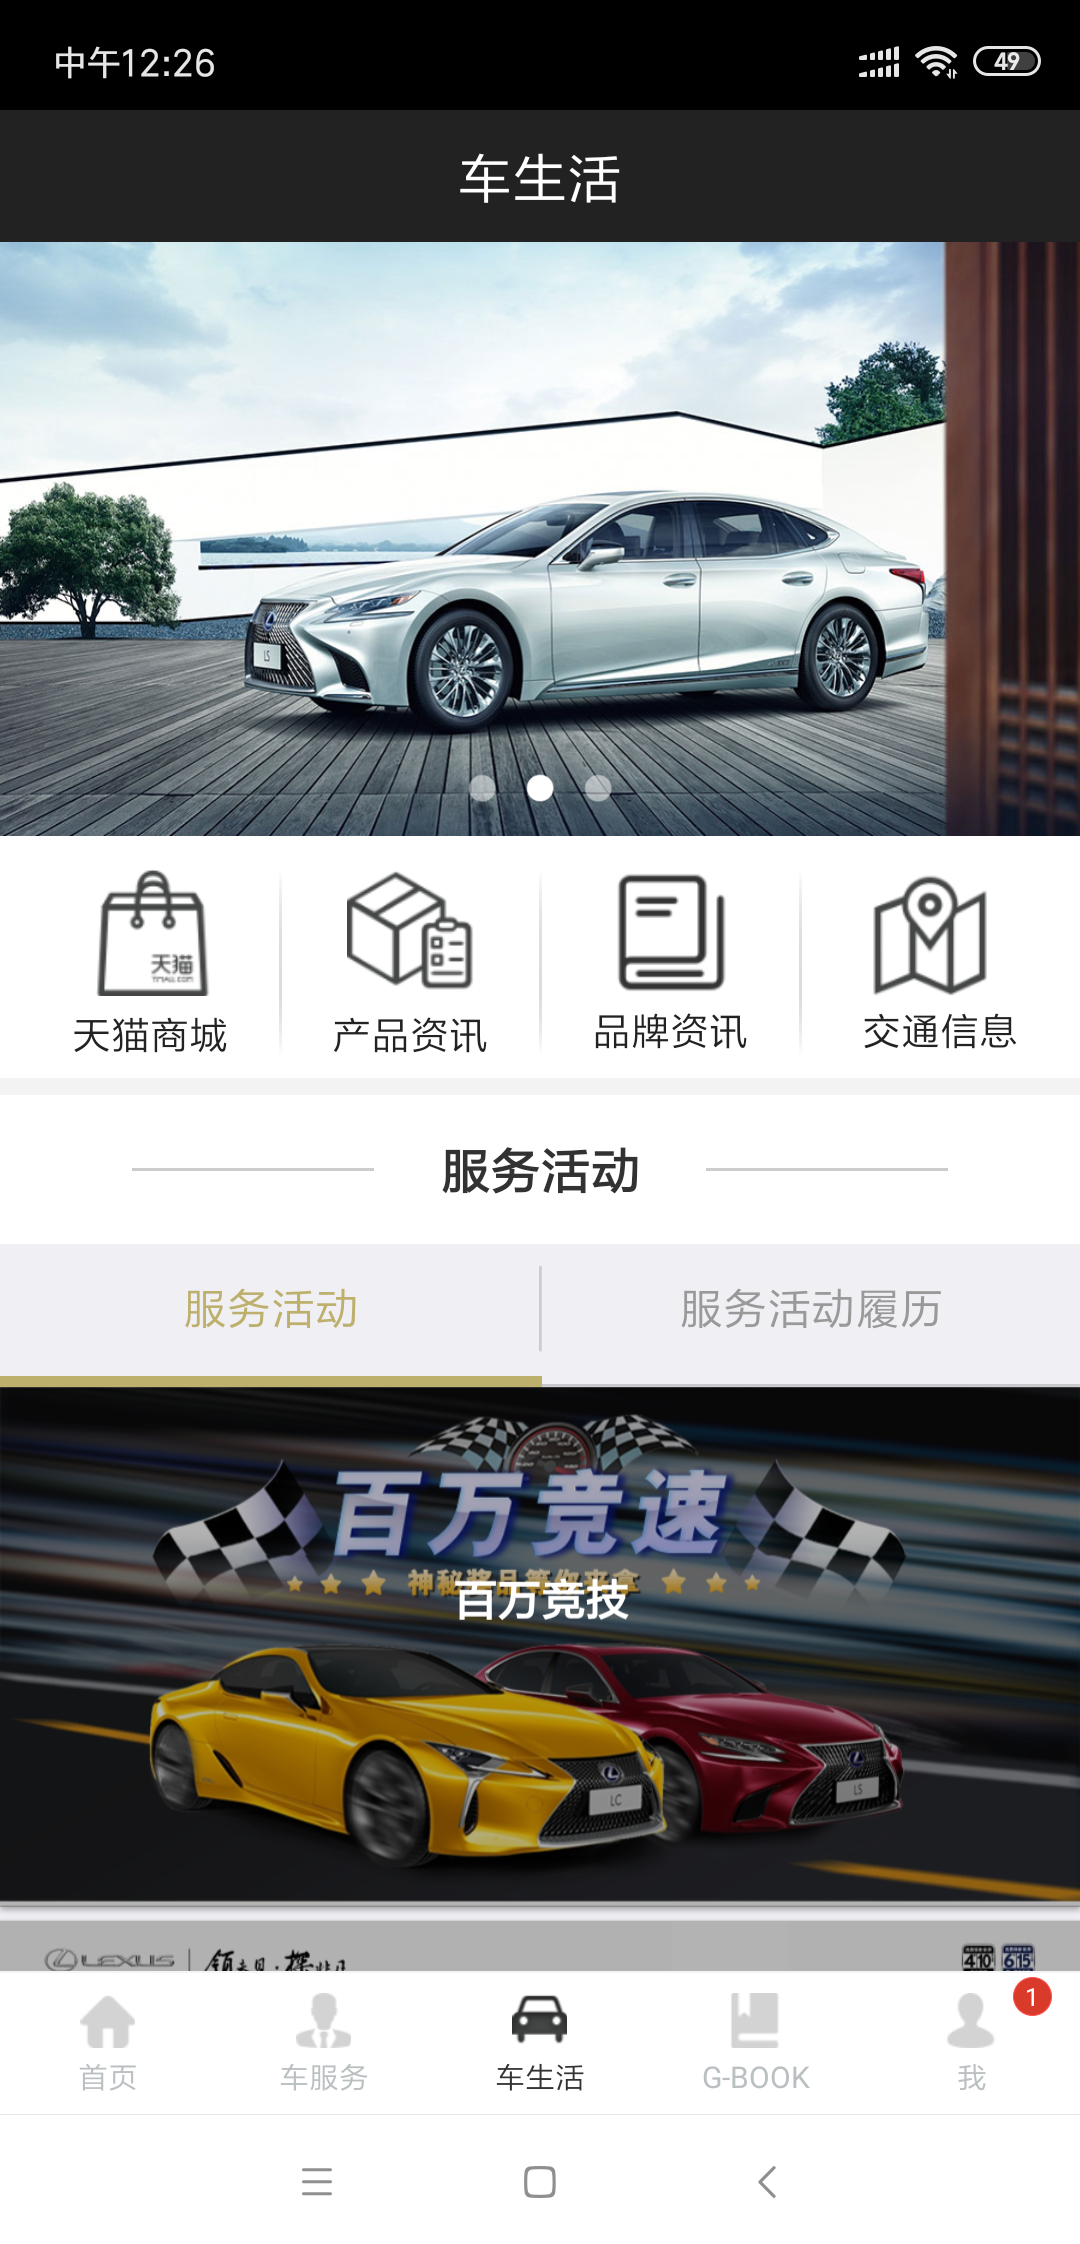 中午12:26
49
车生活
LS
天猫
TMALL.COM
天猫商城
产品资讯
品牌资讯
交通信息
服务活动
服务活动
服务活动履历
百万竞速
神秘奖品等你来拿
百万竞技
LC
LS
LEXUS
4.10
6.15
1
首页
车服务
车生活
G-BOOK
我